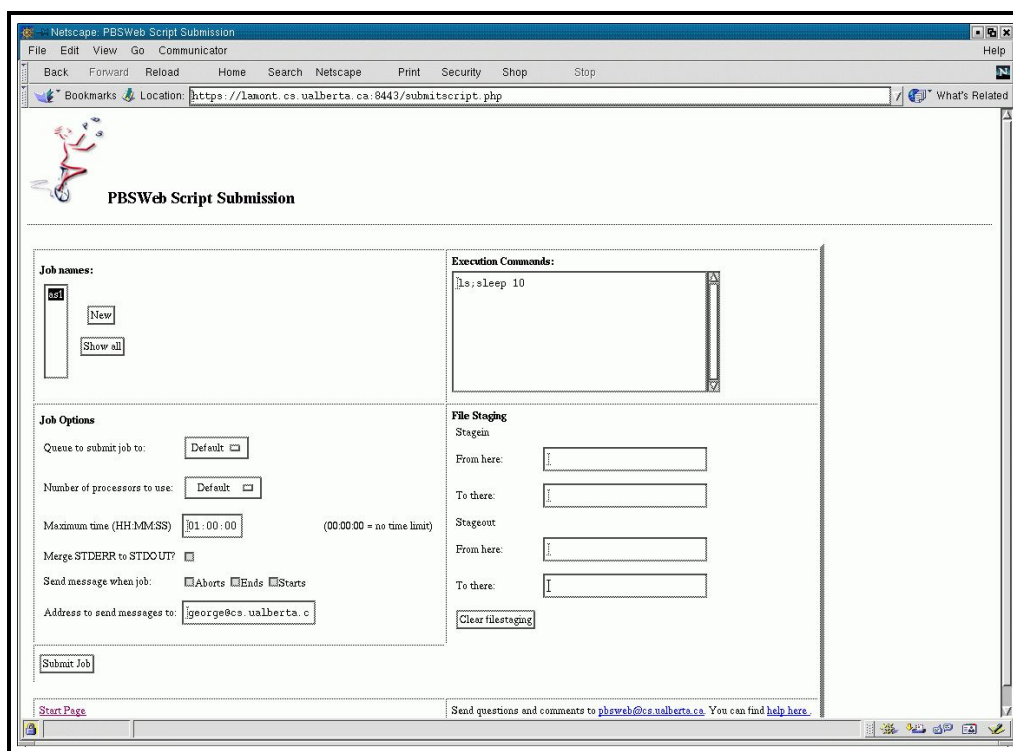 Netscape: PBSWeb Script Submission
File Edit View Go Communicator Help
Back Forward Reload Home Search Netscape Print Security Shop Stop
N
Bookmarks Location: https://lamont.cs.ualberta.ca:8443/submitscript.php What's Related
PBSWeb Script Submission
Job names:
as1
New
Show all
Execution Commands:
ls;sleep 10
Job Options
Queue to submit job to: Default
Number of processors to use: Default
Maximum time (HH:MM:SS) 01:00:00 (00:00:00 = no time limit)
Merge STDERR to STDOUT?
Send message when job: Aborts Ends Starts
Address to send messages to: george@cs.ualberta.c
File Staging
Stagein
From here:
To there:
Stageout
From here:
To there:
Clear filestaging
Submit Job
Start Page
Send questions and comments to pbsweb@cs.ualberta.ca. You can find help here.